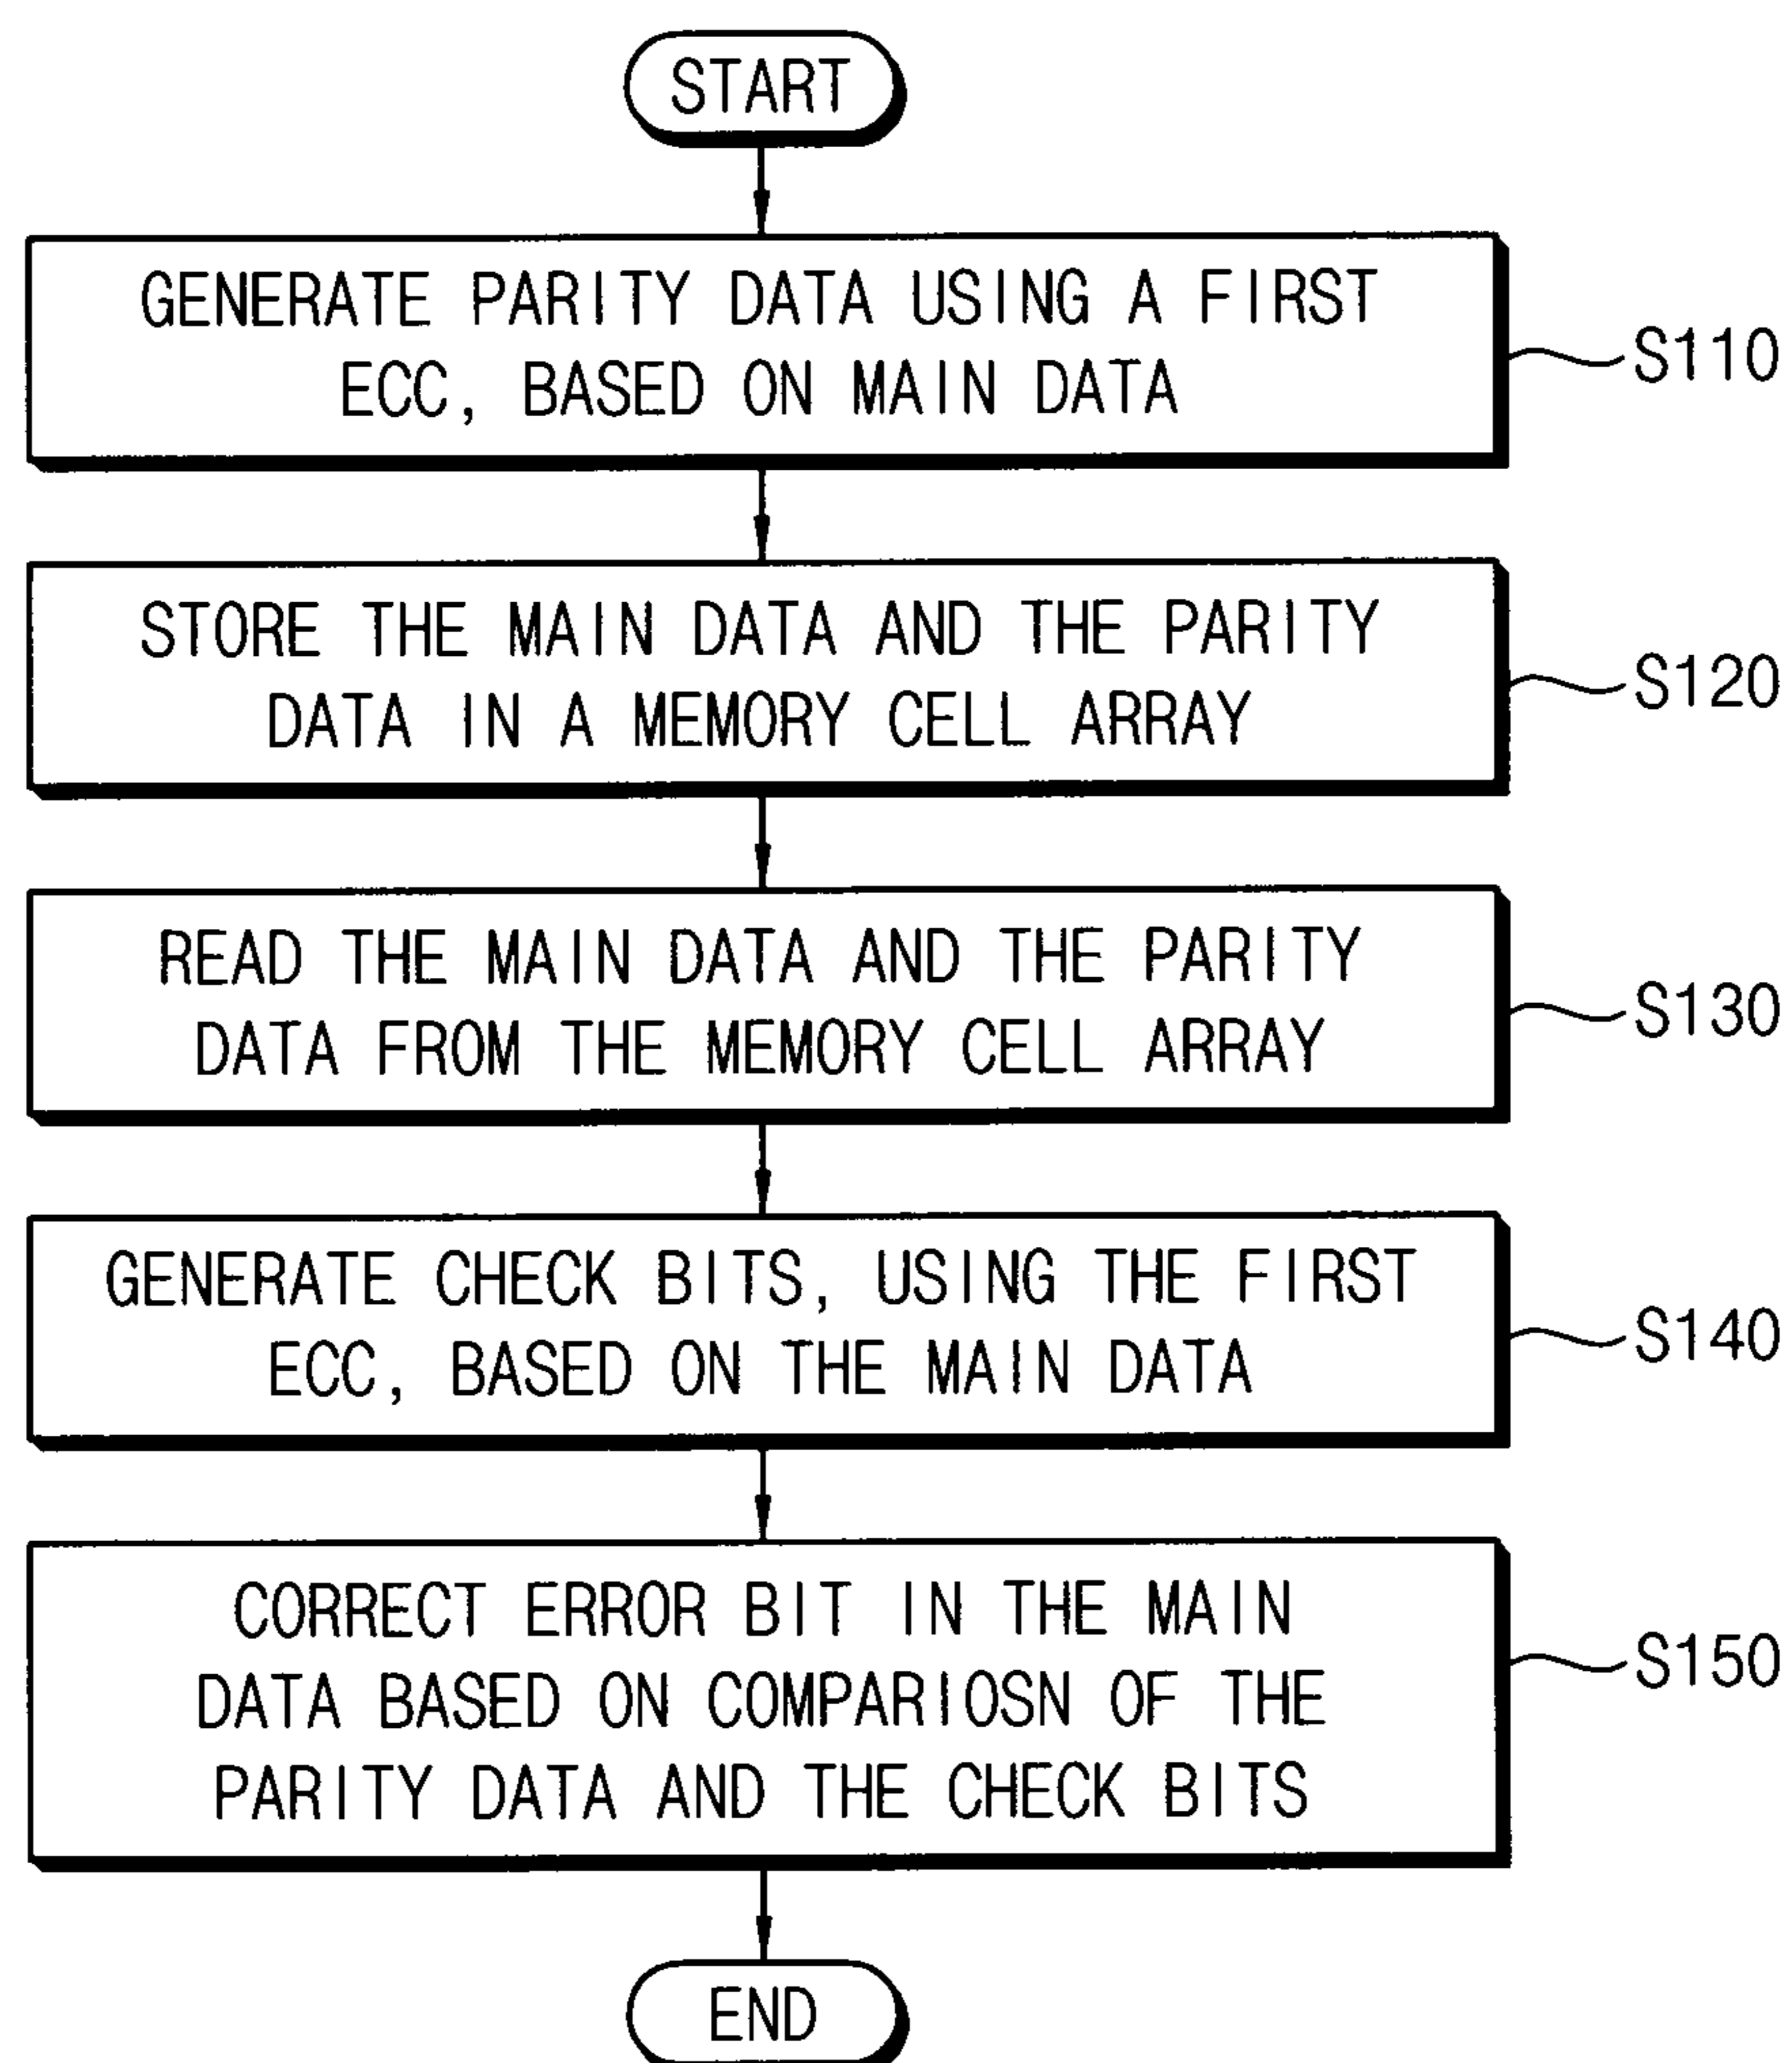 START
GENERATE PARITY DATA USING A FIRST
ECC, BASED ON MAIN DATA
S110
STORE THE MAIN DATA AND THE PARITY
DATA IN A MEMORY CELL ARRAY
S120
READ THE MAIN DATA AND THE PARITY
DATA FROM THE MEMORY CELL ARRAY
S130
GENERATE CHECK BITS, USING THE FIRST
ECC, BASED ON THE MAIN DATA
S140
CORRECT ERROR BIT IN THE MAIN
DATA BASED ON COMPARIOSN OF THE
PARITY DATA AND THE CHECK BITS
S150
END